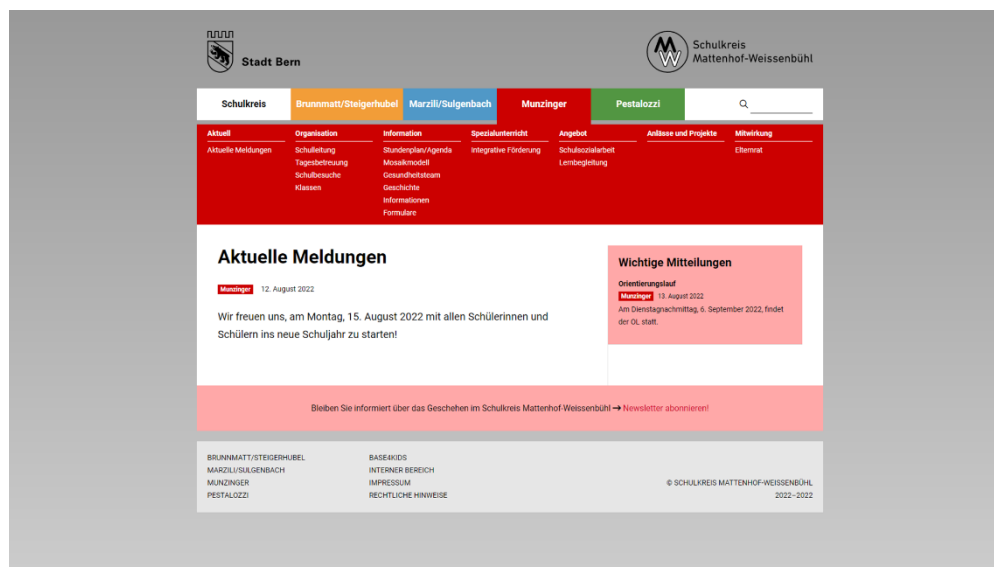 Stadt Bern
Schulkreis
Mattenhof-Weissenbühl
Schulkreis
Brunnmatt/Steigerhubel
Marzili/Sulgenbach
Munzinger
Pestalozzi
Aktuell
Aktuelle Meldungen
Organisation
Schulleitung
Tagesbetreuung
Schulbesuche
Klassen
Information
Stundenplan/Agenda
Mosaikmodell
Gesundheitsteam
Geschichte
Informationen
Formulare
Spezialunterricht
Integrative Förderung
Angebot
Schulsozialarbeit
Lernbegleitung
Anlässe und Projekte
Mitwirkung
Elternrat
Aktuelle Meldungen
Munzinger 12. August 2022
Wir freuen uns, am Montag, 15. August 2022 mit allen Schülerinnen und
Schülern ins neue Schuljahr zu starten!
Wichtige Mitteilungen
Orientierungslauf
Munzinger 13. August 2022
Am Dienstagnachmittag, 6. September 2022, findet
der OL statt.
Bleiben Sie informiert über das Geschehen im Schulkreis Mattenhof-Weissenbühl → Newsletter abonnieren!
BRUNNMATT/STEIGERHUBEL
MARZILI/SULGENBACH
MUNZINGER
PESTALOZZI
BASE4KIDS
INTERNER BEREICH
IMPRESSUM
RECHTLICHE HINWEISE
© SCHULKREIS MATTENHOF-WEISSENBÜHL
2022–2022